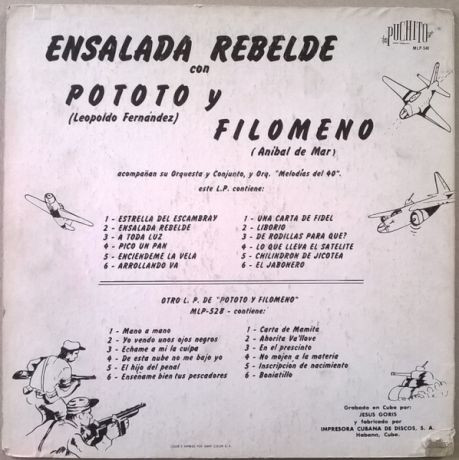 PUCHITO
MLP-541
ENSALADA REBELDE
con
POTOTO y
(Leopoldo Fernández)
FILOMENO
(Anibal de Mar)
acompañan su Orquesta y Conjunto, y Orq. "Melodías del 40".
este L.P. contiene:
1 - ESTRELLA DEL ESCAMBRAY
2 - ENSALADA REBELDE
3 - A TODA LUZ
4 - PICO UN PAN
5 - ENCIENDEME LA VELA
6 - ARROLLANDO VA
1 - UNA CARTA DE FIDEL
2 - LIBORIO
3 - DE RODILLAS PARA QUE?
4 - LO QUE LLEVA EL SATELITE
5 - CHILINDRON DE JICOTEA
6 - EL JABONERO
OTRO L. P. DE "POTOTO Y FILOMENO"
MLP-528 - contiene:
1 - Mano a mano
2 - Yo vendo unos ojos negros
3 - Echame a mi la culpa
4 - De esta nube no me bajo yo
5 - El hijo del penal
6 - Enseñame bien tus pescadores
1 - Carta de Mamita
2 - Ahorita Va'llove
3 - En el prescinto
4 - No mojen a la materia
5 - Inscripcion de nacimiento
6 - Boniatillo
Grabado en Cuba por:
JESUS GORIS
y fabricado por
IMPRESORA CUBANA DE DISCOS, S. A.
Habana, Cuba.